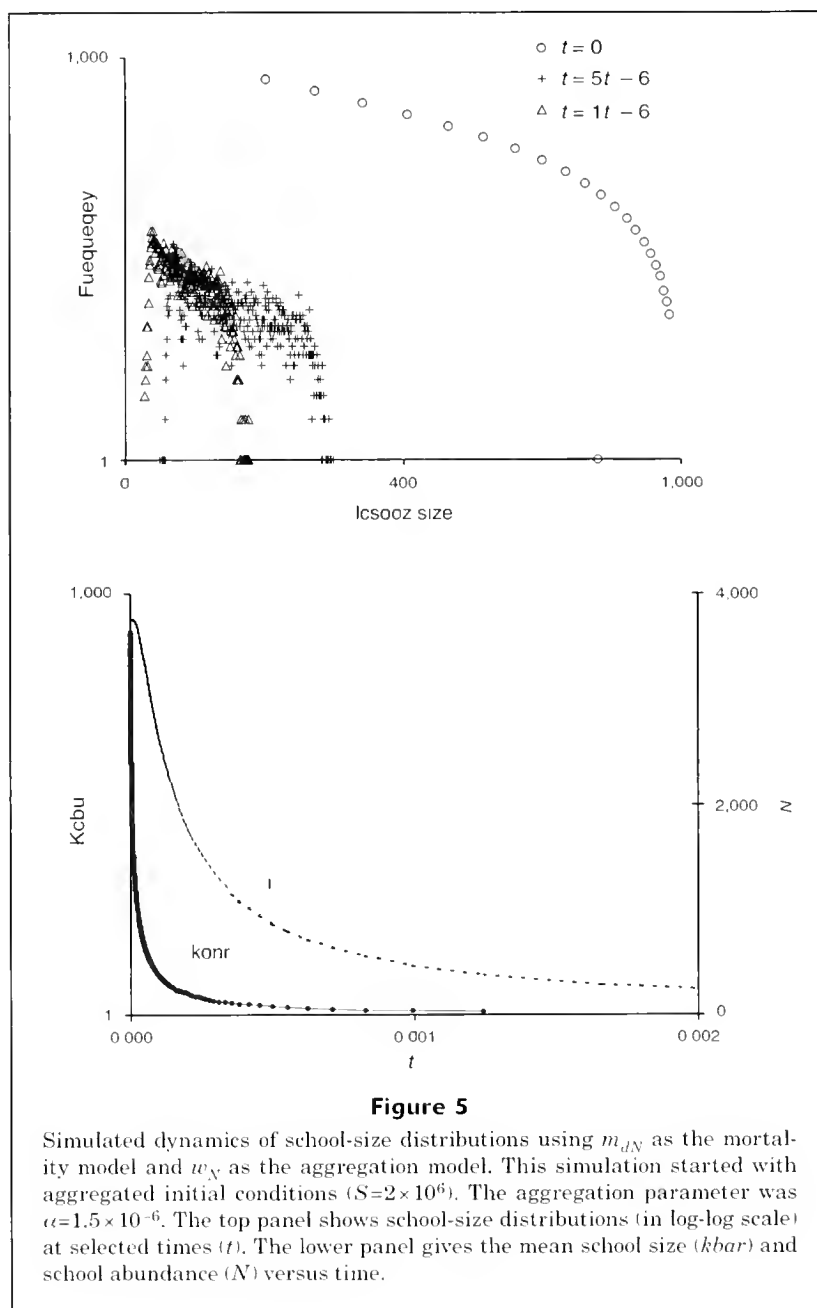 1,000
○ t = 0
+ t = 5t − 6
△ t = 1t − 6
Fuequeqey
1
0
400
1,000
Icsooz size
1,000
4,000
Kcbu
2,000
N
l
konr
1
0
0 000
0 001
0 002
t
Figure 5
Simulated dynamics of school-size distributions using m_dN as the mortal-
ity model and w_N as the aggregation model. This simulation started with
aggregated initial conditions (S=2 × 10⁶). The aggregation parameter was
α=1.5 × 10⁻⁶. The top panel shows school-size distributions (in log-log scale)
at selected times (t). The lower panel gives the mean school size (kbar) and
school abundance (N) versus time.